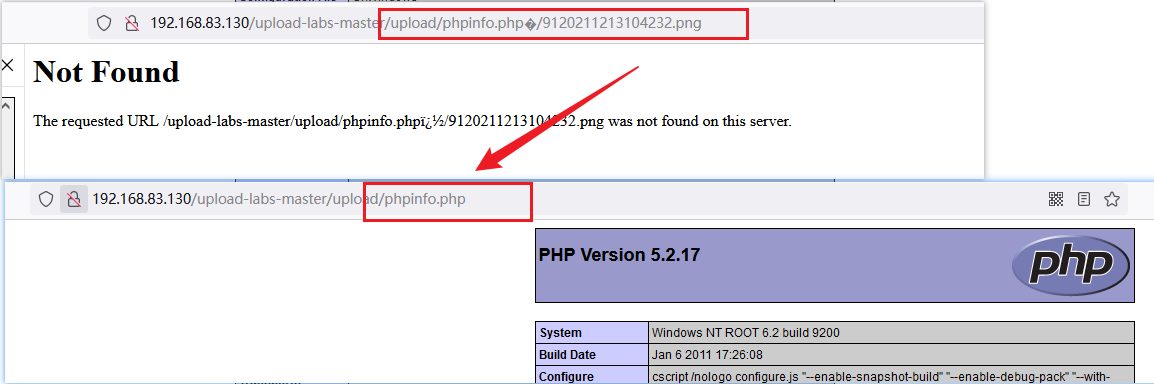 192.168.83.130/upload-labs-master/upload/phpinfo.php�/9120211213104232.png
Not Found
The requested URL /upload-labs-master/upload/phpinfo.phpï¿½/9120211213104232.png was not found on this server.
192.168.83.130/upload-labs-master/upload/phpinfo.php
PHP Version 5.2.17
php
System Windows NT ROOT 6.2 build 9200
Build Date Jan 6 2011 17:26:08
Configure cscript /nologo configure.js "--enable-snapshot-build" "--enable-debug-pack" "--with-